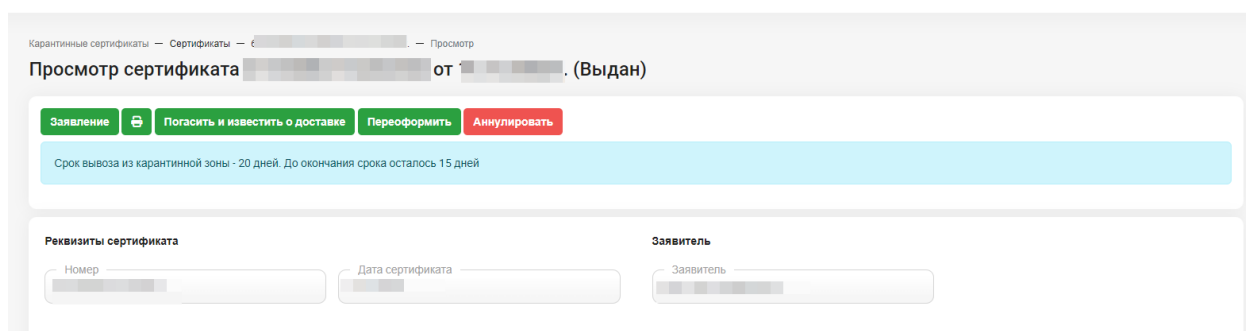 Карантинные сертификаты — Сертификаты — — Просмотр
Просмотр сертификата от . (Выдан)
Заявление Погасить и известить о доставке Переоформить Аннулировать
Срок вывоза из карантинной зоны - 20 дней. До окончания срока осталось 15 дней
Реквизиты сертификата Заявитель
Номер Дата сертификата Заявитель